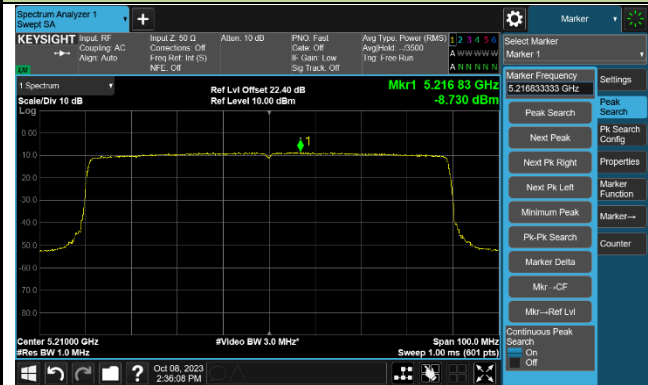 Spectrum Analyzer 1
Swept SA
Marker
KEYSIGHT
Input: RF
Coupling: AC
Align: Auto
Input Z: 50 Ω
Corrections: Off
Freq Ref: Int (S)
NFE: Off
Atten: 10 dB
PNO: Fast
Gate: Off
IF Gain: Low
Sig Track: Off
Avg Type: Power (RMS)
Avg|Hold: --/3500
Trig: Free Run
1 2 3 4 5 6
A W W W W W
A N N N N N
LXI
Select Marker
Marker 1
1 Spectrum
Scale/Div 10 dB
Log
Ref Lvl Offset 22.40 dB
Ref Level 10.00 dBm
Mkr1 5.216 83 GHz
-8.730 dBm
0.00
10.0
20.0
30.0
40.0
50.0
-60.0
70.0
80.0
1
Center 5.21000 GHz
#Res BW 1.0 MHz
#Video BW 3.0 MHz*
Span 100.0 MHz
Sweep 1.00 ms (601 pts)
Marker Frequency
5.216833333 GHz
Peak Search
Next Peak
Next Pk Right
Next Pk Left
Minimum Peak
Pk-Pk Search
Marker Delta
Mkr→CF
Mkr→Ref Lvl
Continuous Peak
Search
On
Off
Settings
Peak
Search
Pk Search
Config
Properties
Marker
Function
Marker→
Counter
Oct 08, 2023
2:36:08 PM